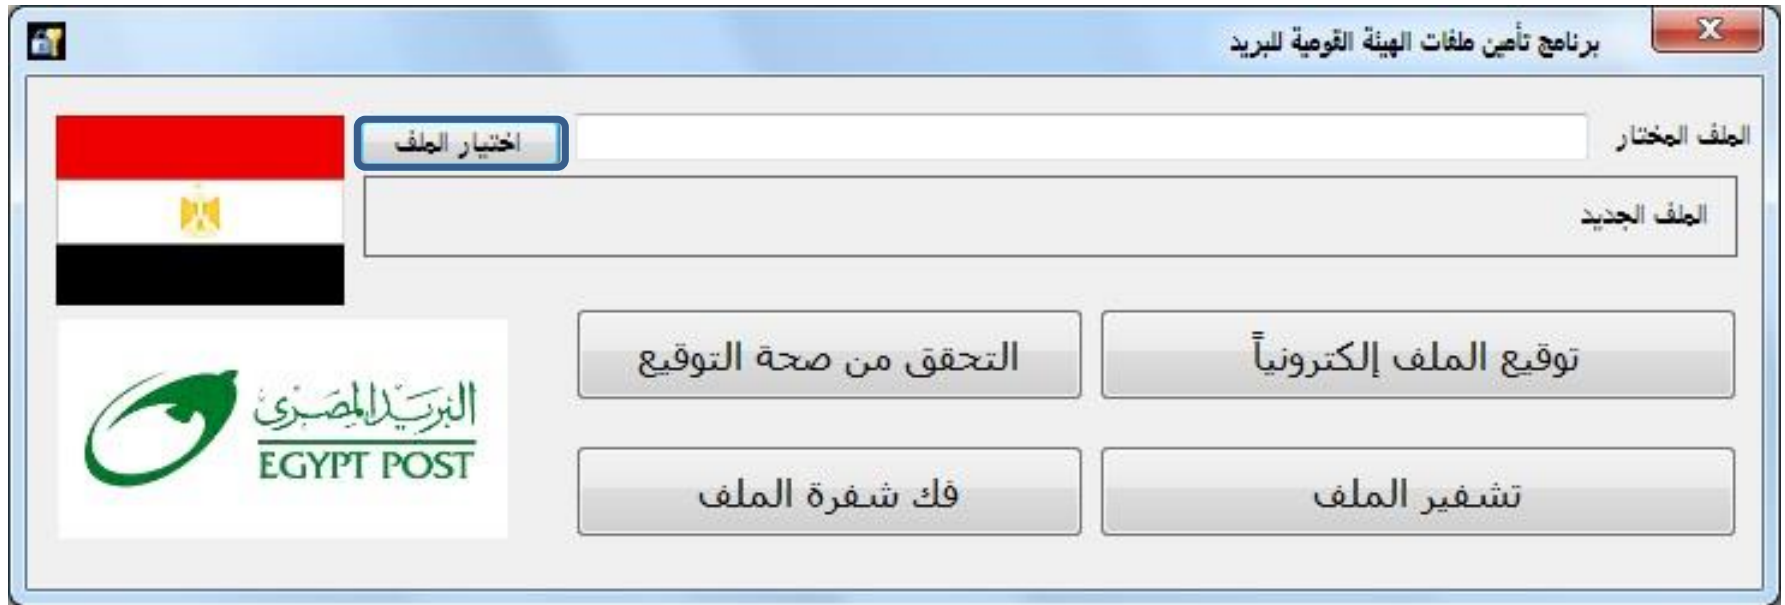 برنامج تأمين ملفات الهيئة القومية للبريد
الملف المختار
اختيار الملف
الملف الجديد
توقيع الملف إلكترونياً
التحقق من صحة التوقيع
تشفير الملف
فك شفرة الملف
البريد المصرى
EGYPT POST